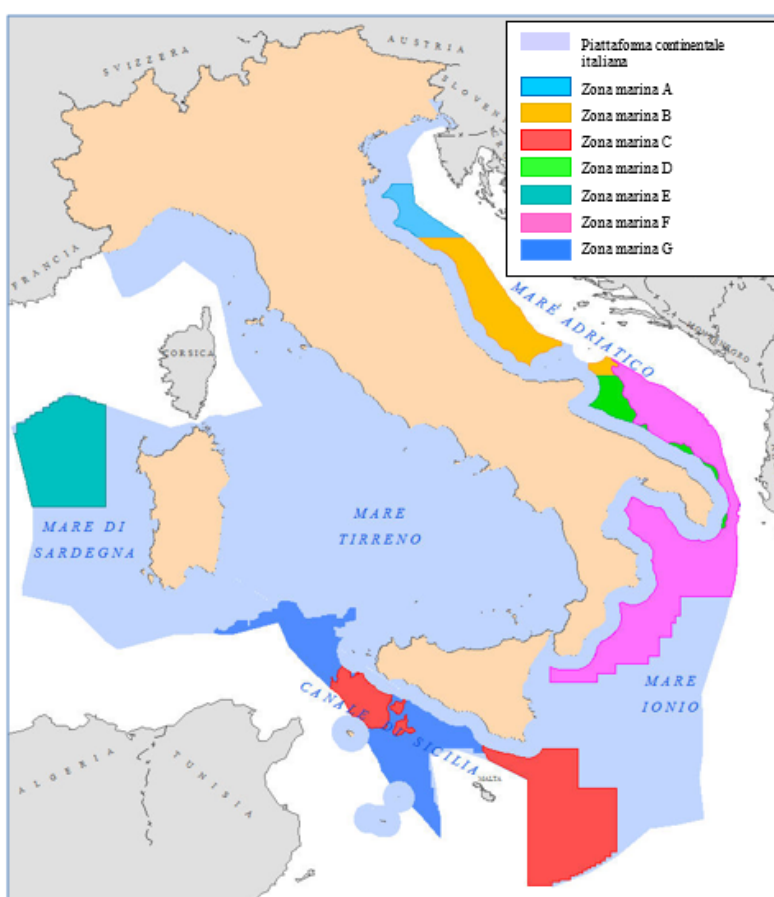 Piattaforma continentale
italiana
Zona marina A
Zona marina B
Zona marina C
Zona marina D
Zona marina E
Zona marina F
Zona marina G
SVIZZERA
AUSTRIA
FRANCIA
CORSICA
MARE ADRIATICO
MARE DI
SARDEGNA
MARE
TIRRENO
MARE
IONIO
CANALE DI SICILIA
MALTA
ALGERIA
TUNISIA